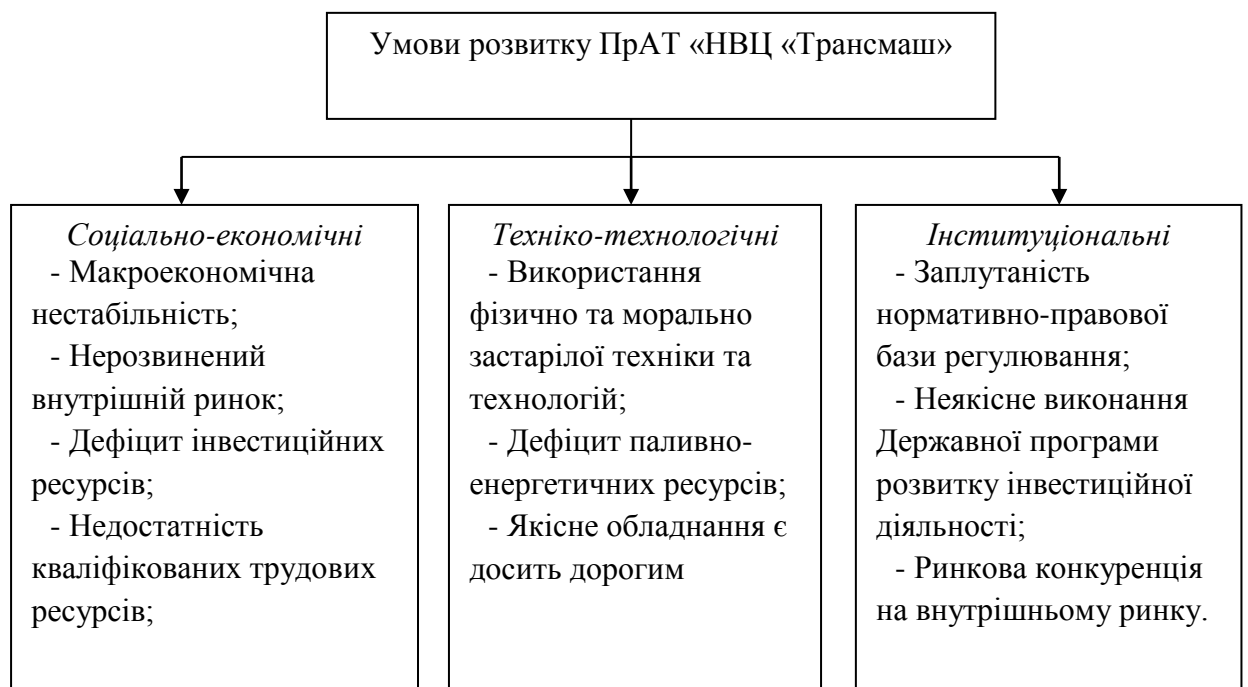 Умови розвитку ПрАТ «НВЦ «Трансмаш»
Соціально-економічні
- Макроекономічна
нестабільність;
- Нерозвинений
внутрішній ринок;
- Дефіцит інвестиційних
ресурсів;
- Недостатність
кваліфікованих трудових
ресурсів;
Техніко-технологічні
- Використання
фізично та морально
застарілої техніки та
технологій;
- Дефіцит паливно-
енергетичних ресурсів;
- Якісне обладнання є
досить дорогим
Інституціональні
- Заплутаність
нормативно-правової
бази регулювання;
- Неякісне виконання
Державної програми
розвитку інвестиційної
діяльності;
- Ринкова конкуренція
на внутрішньому ринку.